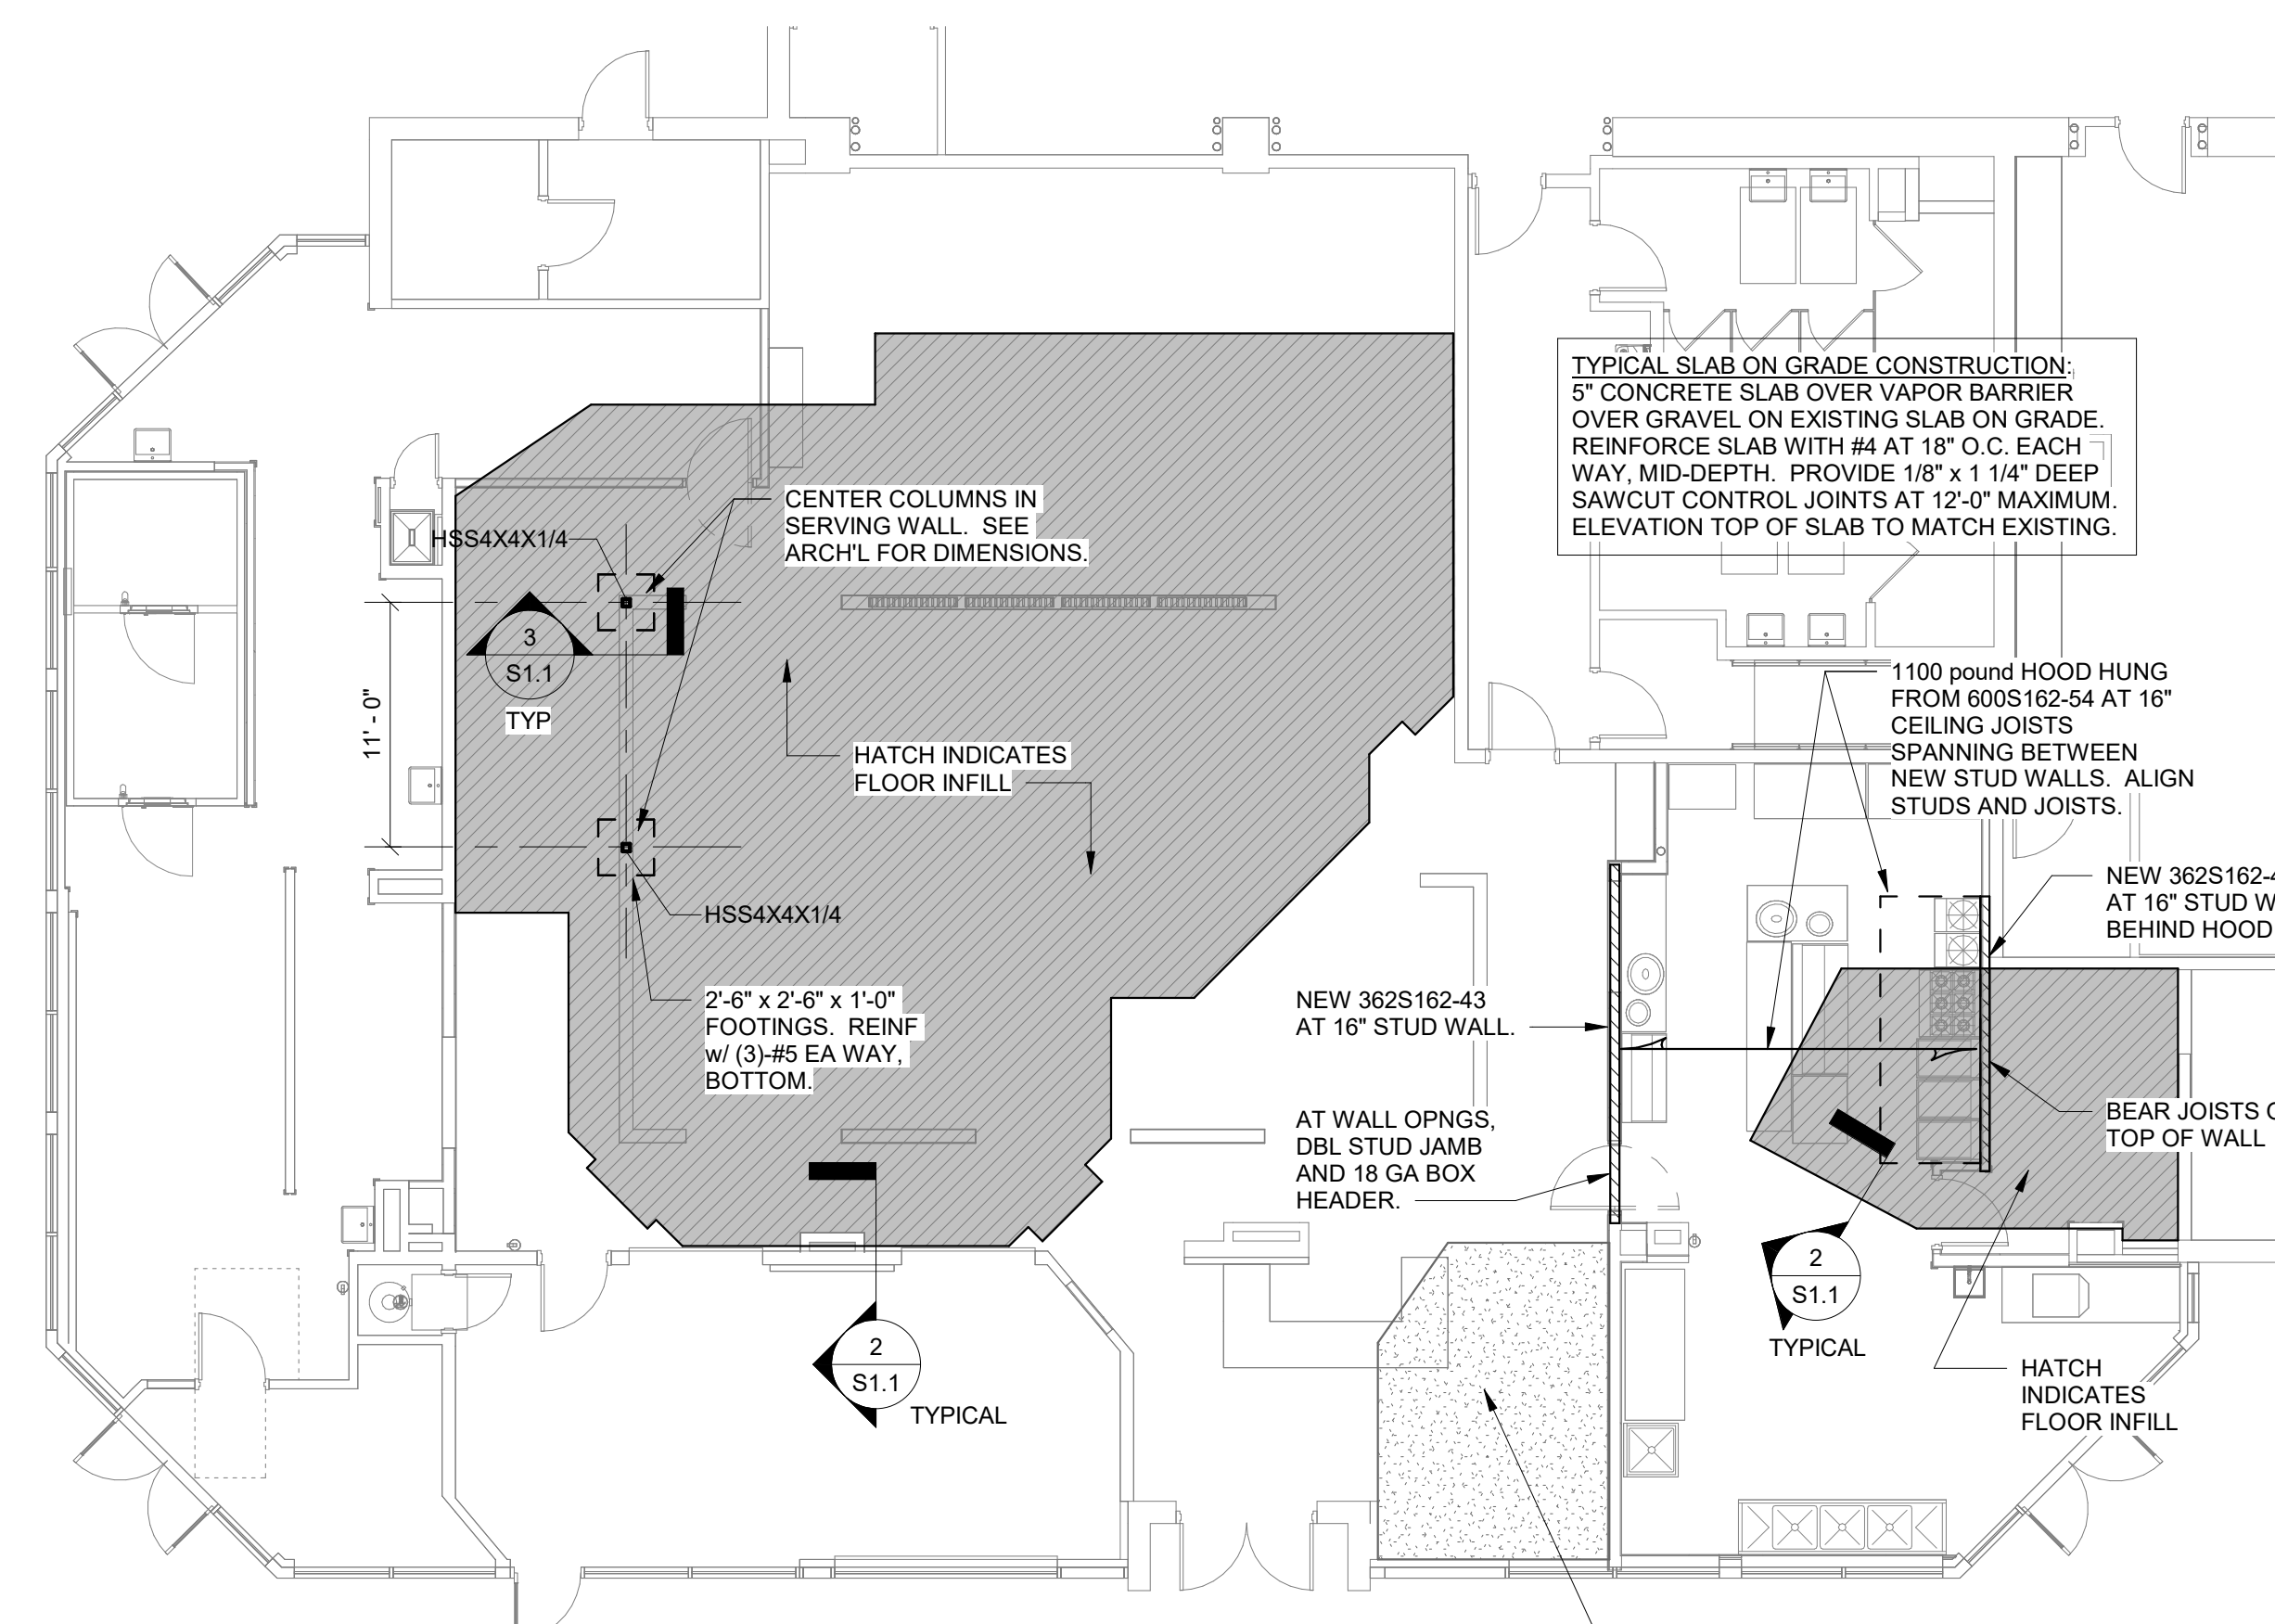 TYPICAL SLAB ON GRADE CONSTRUCTION:
5" CONCRETE SLAB OVER VAPOR BARRIER
OVER GRAVEL ON EXISTING SLAB ON GRADE.
REINFORCE SLAB WITH #4 AT 18" O.C. EACH
WAY, MID-DEPTH. PROVIDE 1/8" x 1 1/4" DEEP
SAWCUT CONTROL JOINTS AT 12'-0" MAXIMUM.
ELEVATION TOP OF SLAB TO MATCH EXISTING.
CENTER COLUMNS IN
SERVING WALL. SEE
ARCH'L FOR DIMENSIONS.
HSS4X4X1/4
3
S1.1
TYP
11' - 0"
HATCH INDICATES
FLOOR INFILL
1100 pound HOOD HUNG
FROM 600S162-54 AT 16"
CEILING JOISTS
SPANNING BETWEEN
NEW STUD WALLS. ALIGN
STUDS AND JOISTS.
HSS4X4X1/4
NEW 362S162-4
AT 16" STUD W
BEHIND HOOD
2'-6" x 2'-6" x 1'-0"
FOOTINGS. REINF
w/ (3)-#5 EA WAY,
BOTTOM.
NEW 362S162-43
AT 16" STUD WALL.
AT WALL OPNGS,
DBL STUD JAMB
AND 18 GA BOX
HEADER.
BEAR JOISTS
TOP OF WALL
2
S1.1
TYPICAL
2
S1.1
TYPICAL
HATCH
INDICATES
FLOOR INFILL